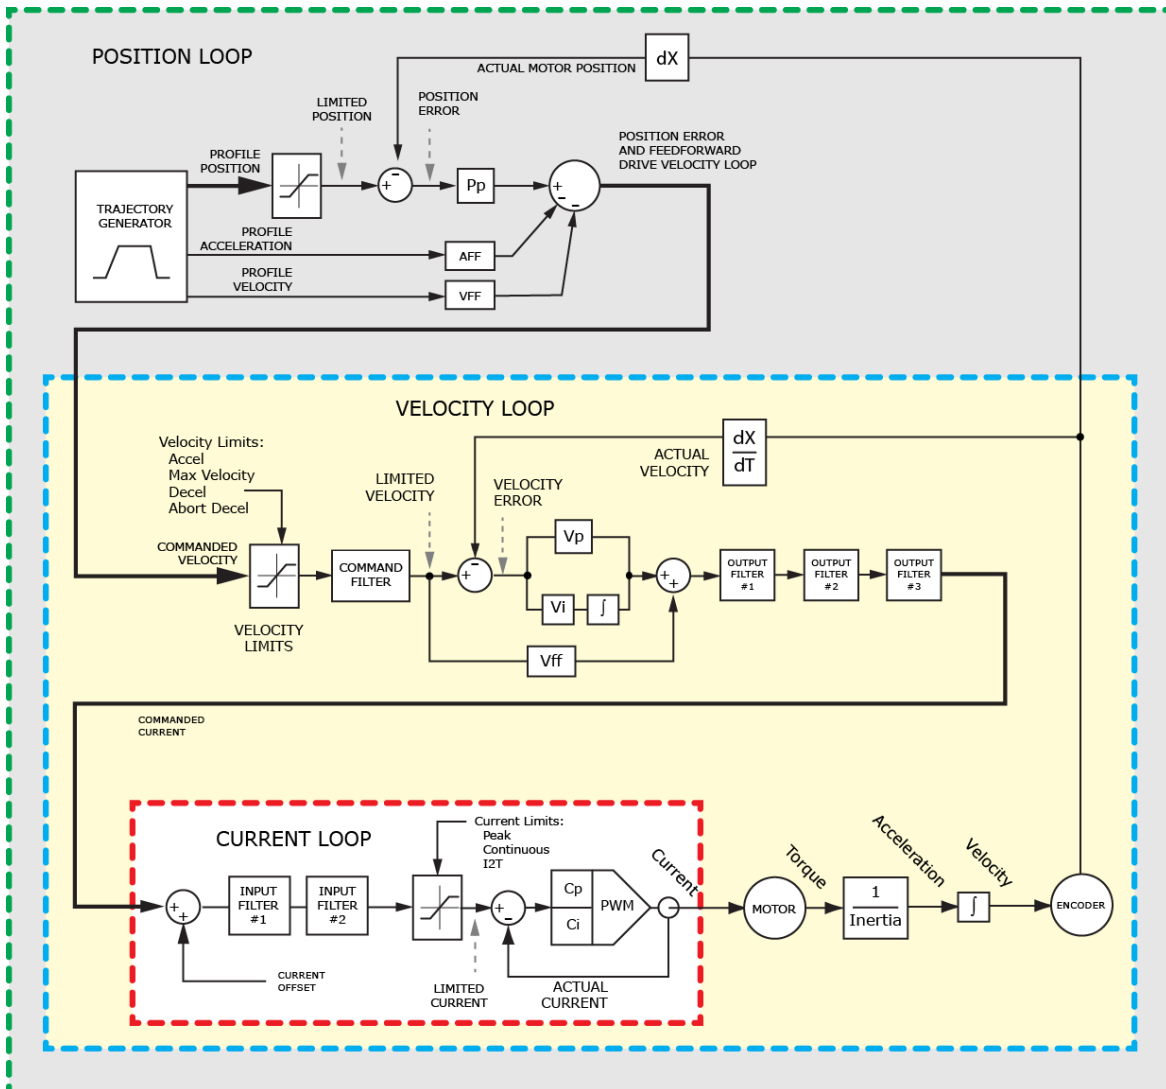 POSITION LOOP
dX
ACTUAL MOTOR POSITION
LIMITED
POSITION
POSITION
ERROR
POSITION ERROR
AND FEEDFORWARD
DRIVE VELOCITY LOOP
PROFILE
POSITION
+
-
Pp
+
-
-
TRAJECTORY
GENERATOR
PROFILE
ACCELERATION
AFF
PROFILE
VELOCITY
VFF
VELOCITY LOOP
Velocity Limits:
Accel
Max Velocity
Decel
Abort Decel
ACTUAL
VELOCITY
dX
dT
LIMITED
VELOCITY
VELOCITY
ERROR
COMMANDED
VELOCITY
COMMAND
FILTER
+
-
Vp
Vi
∫
+
+
OUTPUT
FILTER
#1
OUTPUT
FILTER
#2
OUTPUT
FILTER
#3
VELOCITY
LIMITS
Vff
COMMANDED
CURRENT
CURRENT LOOP
Current Limits:
Peak
Continuous
I2T
+
+
INPUT
FILTER
#1
INPUT
FILTER
#2
+
-
Cp
Ci
PWM
Current
MOTOR
Torque
1
Inertia
Acceleration
∫
Velocity
ENCODER
CURRENT
OFFSET
LIMITED
CURRENT
ACTUAL
CURRENT